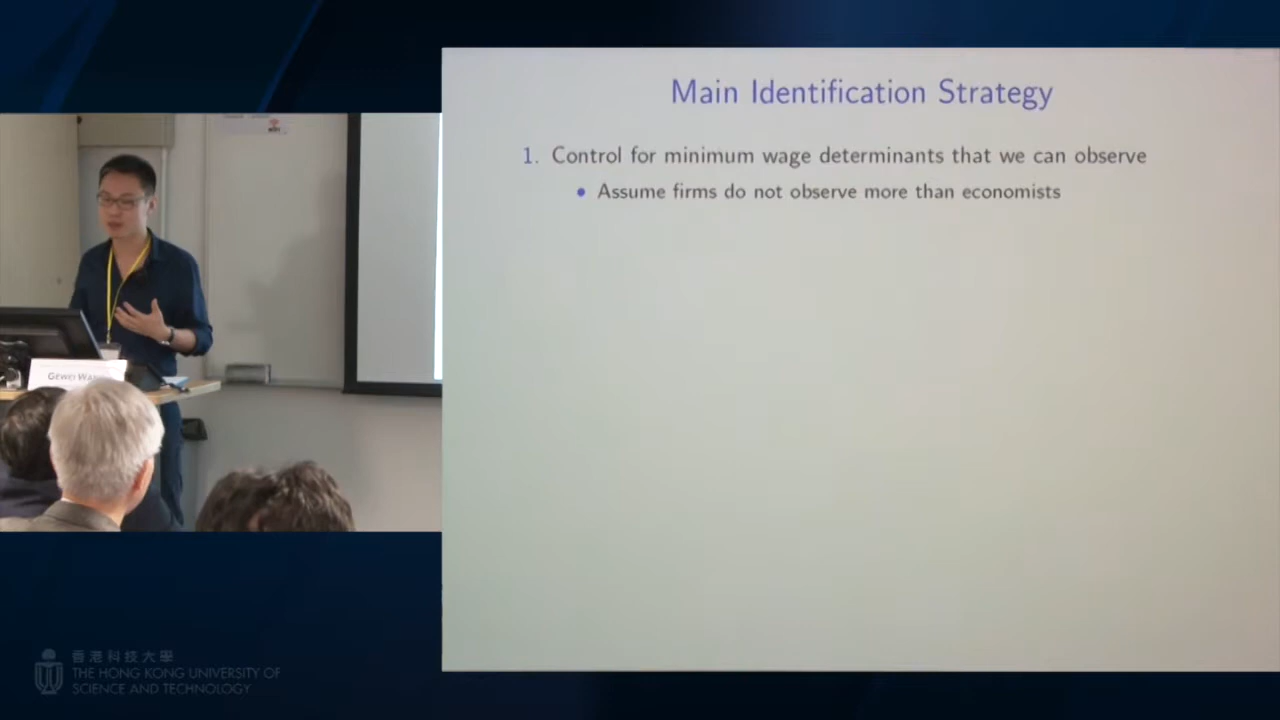 Main Identification Strategy
1. Control for minimum wage determinants that we can observe
• Assume firms do not observe more than economists
香港科技大學
THE HONG KONG UNIVERSITY OF
SCIENCE AND TECHNOLOGY